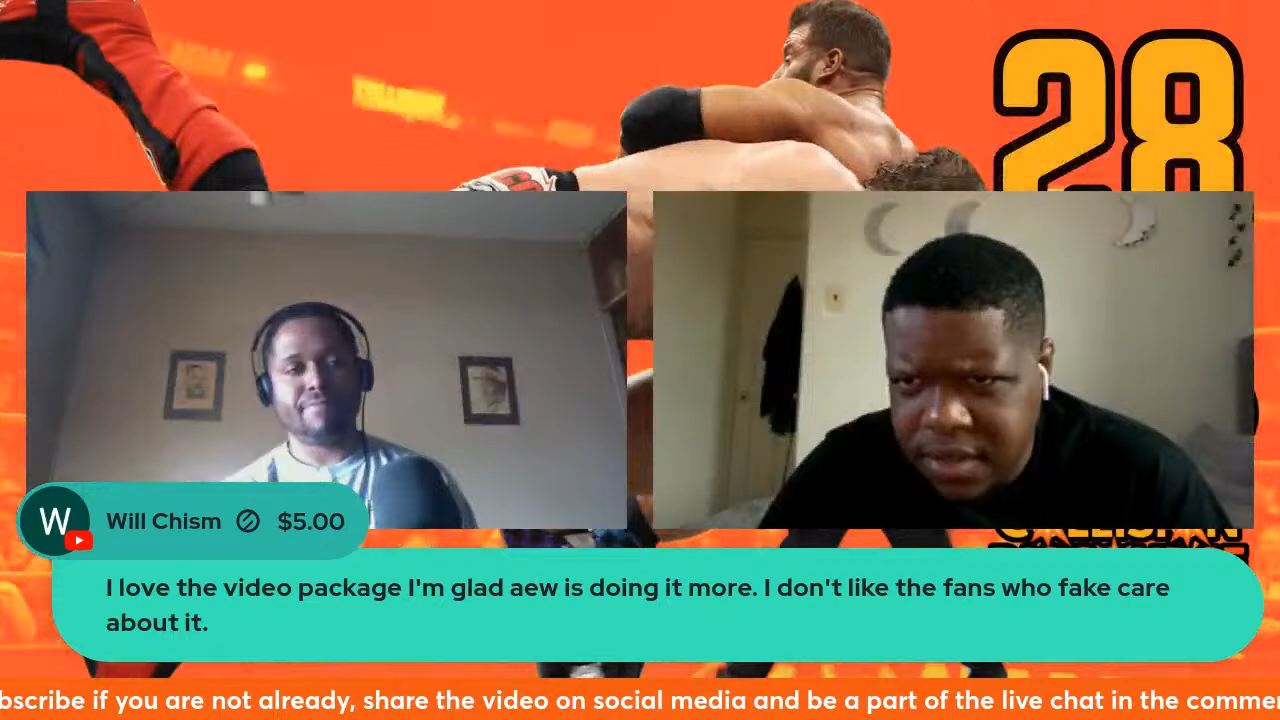 28
W Will Chism $5.00
I love the video package I'm glad aew is doing it more. I don't like the fans who fake care
about it.
bscribe if you are not already, share the video on social media and be a part of the live chat in the comme